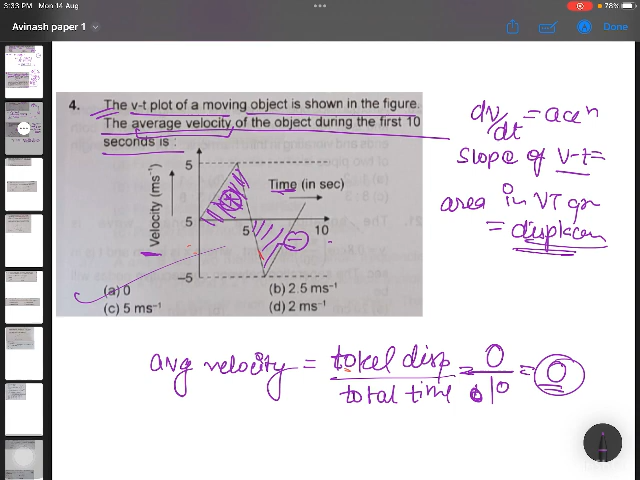 3:33 PM Mon 14 Aug
78%
Avinash paper 1
Done
4. The v-t plot of a moving object is shown in the figure.
The average velocity of the object during the first 10
seconds is :
Velocity (ms⁻¹)
5
Time (in sec)
5
5
10
−5
+
−
(a) 0
(b) 2.5 ms⁻¹
(c) 5 ms⁻¹
(d) 2 ms⁻¹
dv/dt = acen
slope of v-t=
area in VT gr
= displacem
avg velocity = total disp / total time = 0 / 10 = 0